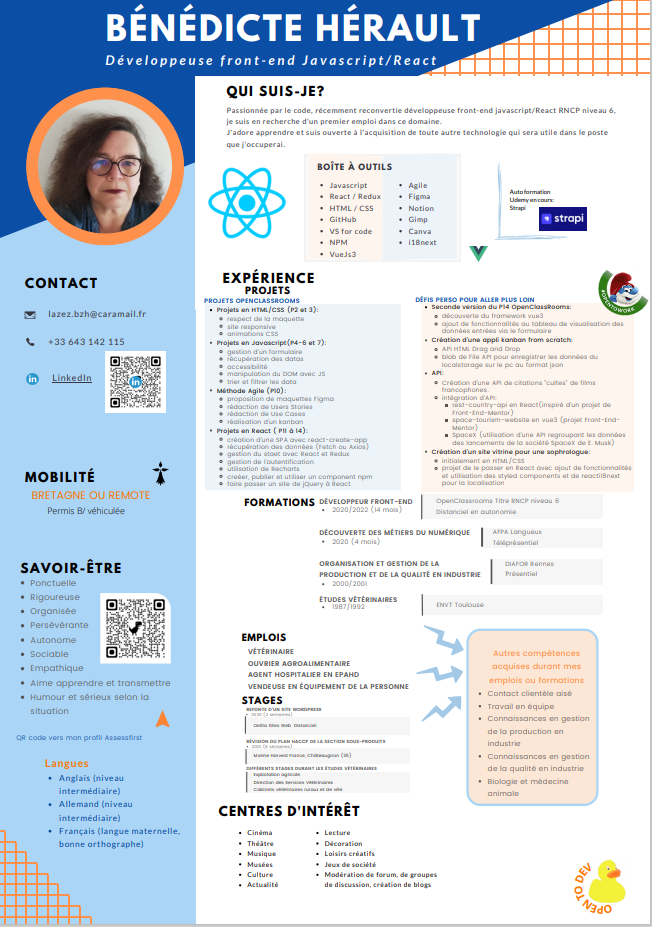 BÉNÉDICTE HÉRAULT
Développeuse front-end Javascript/React
QUI SUIS-JE?
Passionnée par le code, récemment reconvertie développeuse front-end javascript/React RNCP niveau 6,
je suis en recherche d'un premier emploi dans ce domaine.
J'adore apprendre et suis ouverte à l'acquisition de toute autre technologie qui sera utile dans le poste
que j'occuperai.
BOÎTE À OUTILS
Javascript
React / Redux
HTML / CSS
GitHub
VS for code
NPM
VueJs3
Agile
Figma
Notion
Gimp
Canva
i18next
Auto formation
Udemy en cours:
Strapi
strapi
CONTACT
lazez.bzh@caramail.fr
+33 643 142 115
LinkedIn
MOBILITÉ
BRETAGNE OU REMOTE
Permis B/ véhiculée
SAVOIR-ÊTRE
Ponctuelle
Rigoureuse
Organisée
Persévérante
Autonome
Sociable
Empathique
Aime apprendre et transmettre
Humour et sérieux selon la
situation
QR code vers mon profil Assessfirst
Langues
Anglais (niveau
intermédiaire)
Allemand (niveau
intermédiaire)
Français (langue maternelle,
bonne orthographe)
EXPÉRIENCE
PROJETS
PROJETS OPENCLASSROOMS
Projets en HTML/CSS (P2 et 3):
respect de la maquette
site responsive
animations CSS
Projets en Javascript(P4-6 et 7):
gestion d'un formulaire
récupération des datas
accessibilité
manipulation du DOM avec JS
trier et filtrer les data
Méthode Agile (P10):
proposition de maquettes Figma
rédaction de Users Stories
rédaction de Use Cases
réalisation d'un kanban
Projets en React ( P11 à 14):
création d'une SPA avec react-create-app
récupération des données (Fetch ou Axios)
gestion du staet avec React et Redux
gestion de l'autentification
utilisation de Recharts
crééer, publier et utiliser un component npm
faire passer un site de jQuery à React
DÉFIS PERSO POUR ALLER PLUS LOIN
#OPENTOWORK
Seconde version du P14 OpenClassRooms:
découverte du framework vue3
ajout de fonctionnalités au tableau de visualisation des
données entrées via le formulaire
Création d'une appli kanban from scratch:
API HTML Drag and Drop
blob de File API pour enregistrer les données du
localstorage sur le pc au format json
API:
Création d'une API de citations "cultes" de films
francophones.
intégration d'API:
rest-country-api en React(inspiré d'un projet de
Front-End-Mentor)
space-tourism-website en vue3 (projet Front-End-
Mentor)
SpaceX (utilisation d'une API regroupant les données
des lancements de la société SpaceX de E. Musk)
Création d'un site vitrine pour une sophrologue:
initialement en HTML/CSS
projet de le passer en React avec ajout de fonctionnalités
et utilisation des styled components et de reacti18nest
pour la localisation
FORMATIONS
DÉVELOPPEUR FRONT-END
2020/2022 (14 mois)
OpenClassrooms Titre RNCP niveau 6
Distanciel en autonomie
DÉCOUVERTE DES MÉTIERS DU NUMÉRIQUE
2020 (4 mois)
AFPA Langueux
Téléprésentiel
ORGANISATION ET GESTION DE LA
PRODUCTION ET DE LA QUALITÉ EN INDUSTRIE
2000/2001
DIAFOR Rennes
Présentiel
ÉTUDES VÉTÉRINAIRES
1987/1992
ENVT Toulouse
EMPLOIS
VÉTÉRINAIRE
OUVRIER AGROALIMENTAIRE
AGENT HOSPITALIER EN EPAHD
VENDEUSE EN ÉQUIPEMENT DE LA PERSONNE
STAGES
REFONTE D'UN SITE WORDPRESS
Délita Sites Web Distanciel
RÉVISION DU PLAN HACCP DE LA SECTION SOUS-PRODUITS
Marine Harvest France, Châteaugiron (35)
DIFFÉRENTS STAGES DURANT LES ÉTUDES VÉTÉRINAIRES
Exploitation agricole
Direction des Services Vétérinaires
Cabinets vétérinaires ruraux et de ville
Autres compétences
acquises durant mes
emplois ou formations
Contact clientèle aisé
Travail en équipe
Connaissances en gestion
de la production en
industrie
Connaissances en gestion
de la qualité en industrie
Biologie et médecine
animale
CENTRES D'INTÉRÊT
Cinéma
Théâtre
Musique
Musées
Culture
Actualité
Lecture
Décoration
Loisirs créatifs
Jeux de société
Modération de forum, de groupes
de discussion, création de blogs
OPEN TO DEV